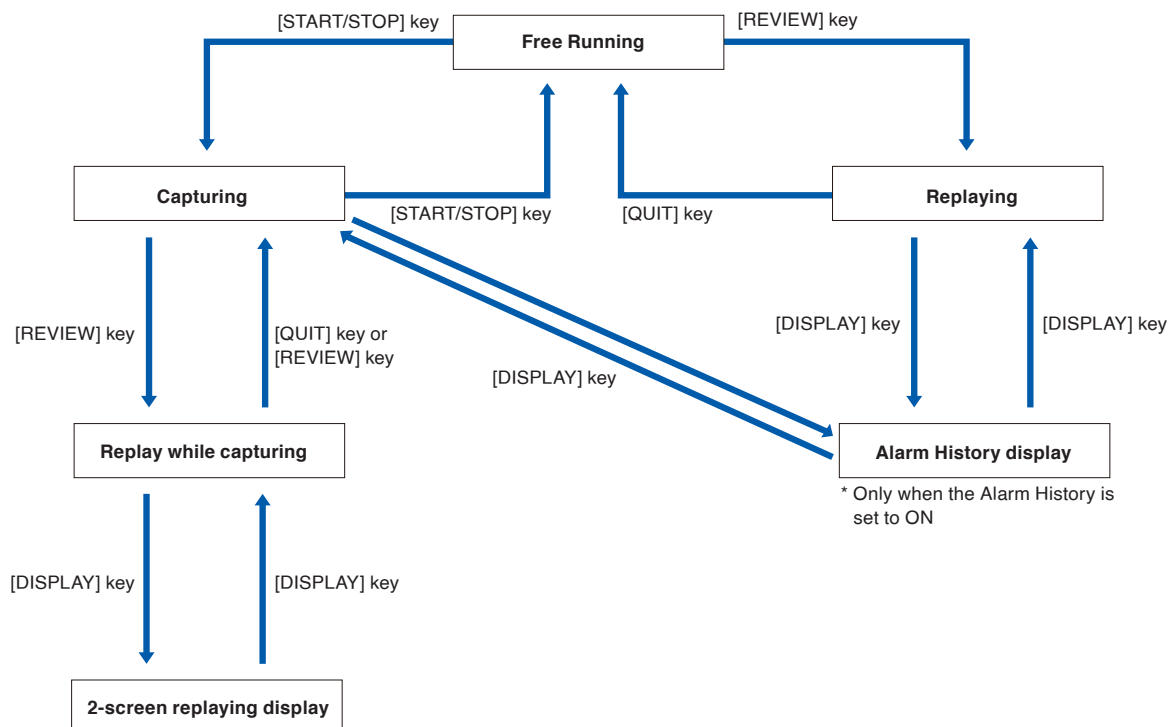 [START/STOP] key
Free Running
[REVIEW] key
Capturing
[START/STOP] key
[QUIT] key
Replaying
[REVIEW] key
[QUIT] key or
[REVIEW] key
[DISPLAY] key
[DISPLAY] key
[DISPLAY] key
Replay while capturing
Alarm History display
* Only when the Alarm History is
set to ON
[DISPLAY] key
[DISPLAY] key
2-screen replaying display